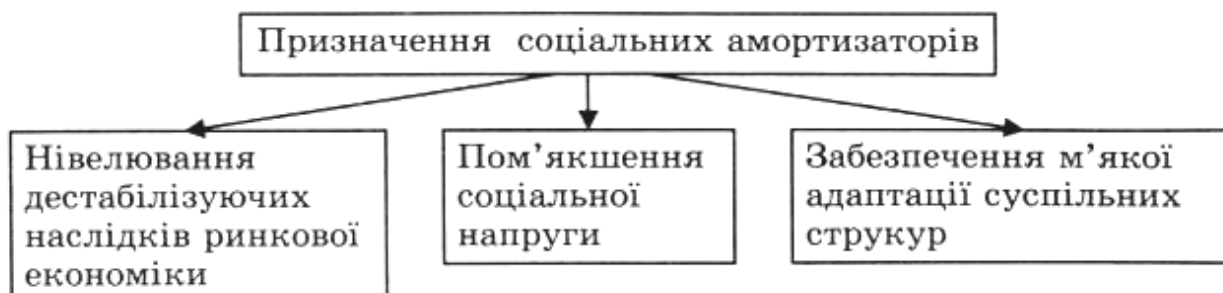 Призначення соціальних амортизаторів
Нівелювання
дестабілізуючих
наслідків ринкової
економіки
Пом’якшення
соціальної
напруги
Забезпечення м’якої
адаптації суспільних
струкур